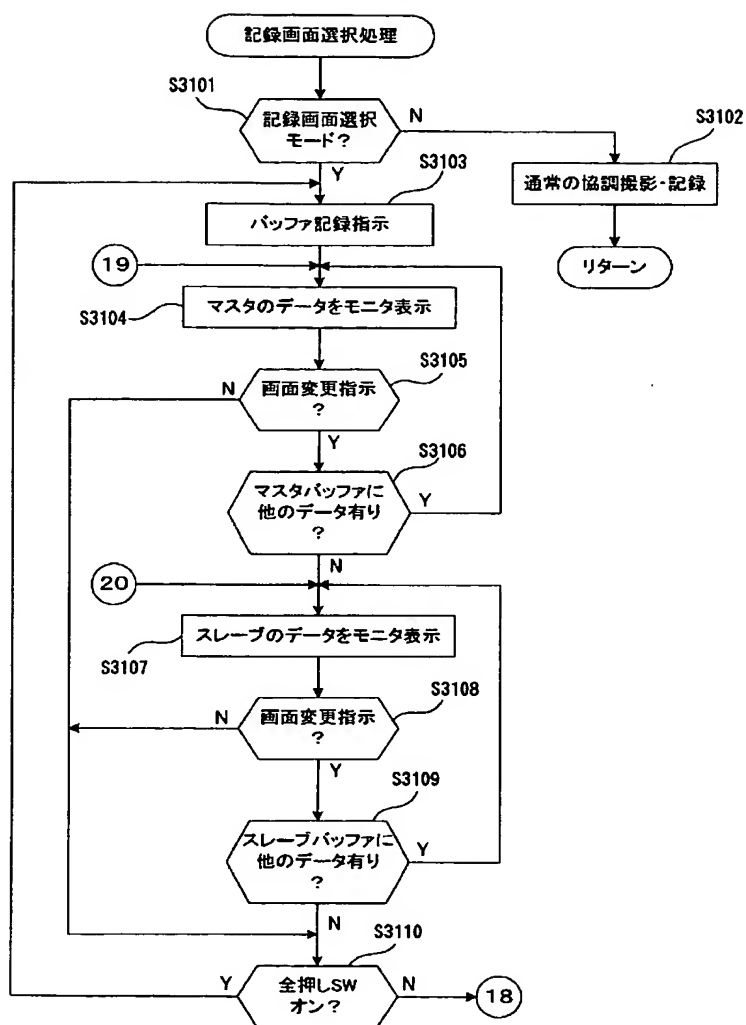 記録画面選択処理
S3101
記録画面選択
モード?
N
S3102
Y
通常の協調撮影・記録
S3103
バッファ記録指示
リターン
19
マスタのデータをモニタ表示
S3104
S3105
N
画面変更指示
?
Y
S3106
マスタバッファに
他のデータ有り
?
Y
N
20
スレーブのデータをモニタ表示
S3107
S3108
N
画面変更指示
?
Y
S3109
スレーブバッファに
他のデータ有り
?
Y
N
S3110
Y
全押しSW
オン?
N
18